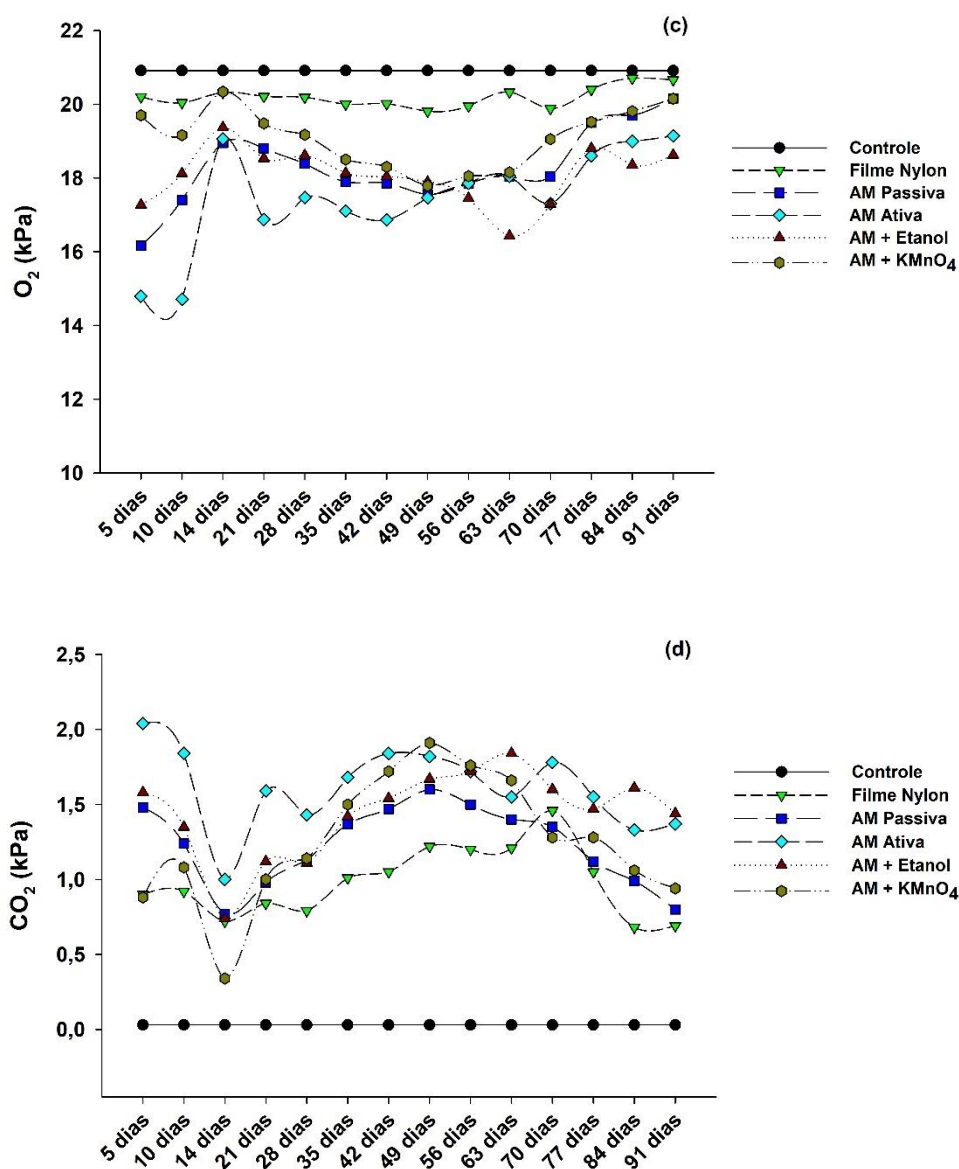 (c)
22
20
18
16
14
12
10
O2 (kPa)
5 dias
10 dias
14 dias
21 dias
28 dias
35 dias
42 dias
49 dias
56 dias
63 dias
70 dias
77 dias
84 dias
91 dias
Controle
Filme Nylon
AM Passiva
AM Ativa
AM + Etanol
AM + KMnO4
(d)
2,5
2,0
1,5
1,0
0,5
0,0
CO2 (kPa)
5 dias
10 dias
14 dias
21 dias
28 dias
35 dias
42 dias
49 dias
56 dias
63 dias
70 dias
77 dias
84 dias
91 dias
Controle
Filme Nylon
AM Passiva
AM Ativa
AM + Etanol
AM + KMnO4